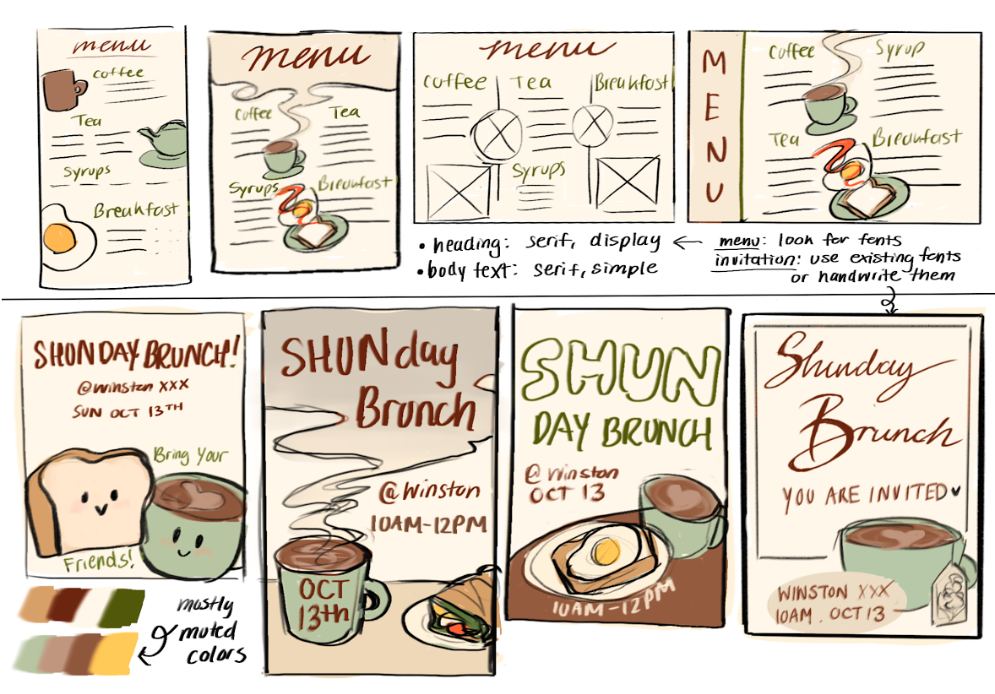 menu
coffee
Tea
Syrups
Breakfast
menu
Coffee
Tea
Syrups
Breakfast
menu
Coffee
Tea
Breakfast
Syrups
MENU
Coffee
Syrup
Tea
Breakfast
• heading: serif, display ← menu: look for fonts
• body text: serif, simple
invitation: use existing fonts
or handwrite them
SHUNDAY BRUNCH!
@Winston XXX
SUN OCT 13TH
Bring Your
Friends!
mostly
muted
colors
SHUNday
Brunch
@Winston
10AM-12PM
OCT
13th
SHUN
DAY BRUNCH
@Winston
OCT 13
10AM-12PM
Shunday
Brunch
YOU ARE INVITED♥
WINSTON XXX
10AM. OCT 13